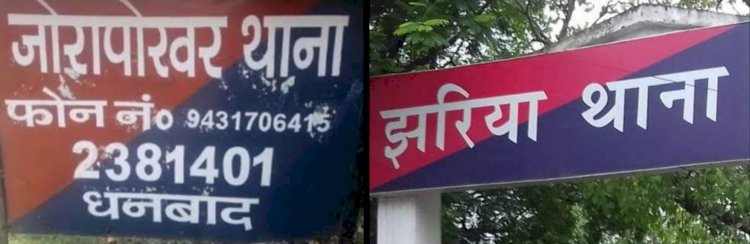 जोरापोखर थाना
फोन नं० 9431706415
2381401
धनबाद
झरिया थाना